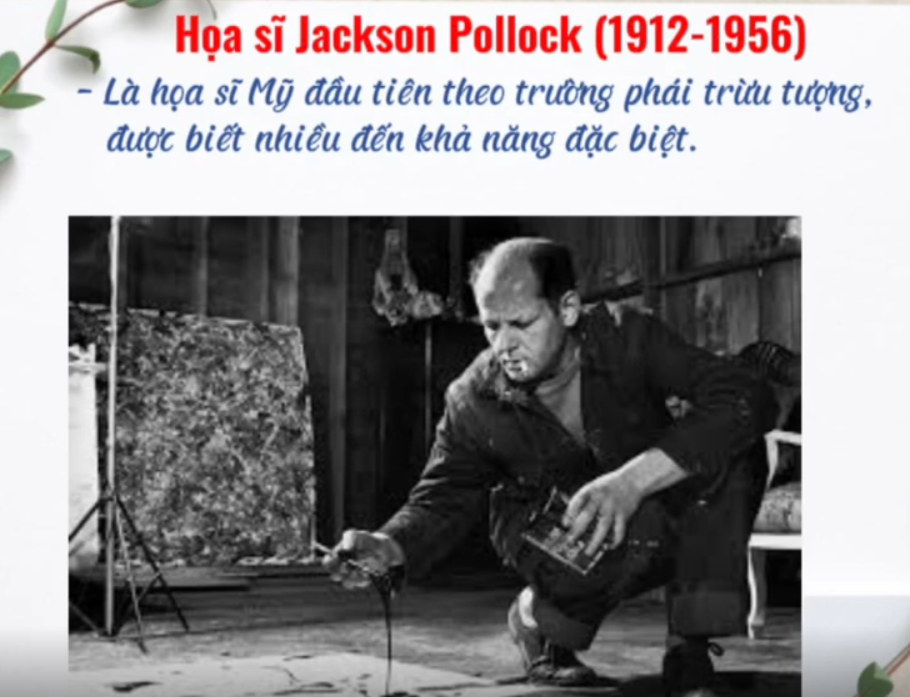 Họa sĩ Jackson Pollock (1912-1956)
- Là họa sĩ Mỹ đầu tiên theo trường phái trừu tượng,
được biết nhiều đến khả năng đặc biệt.